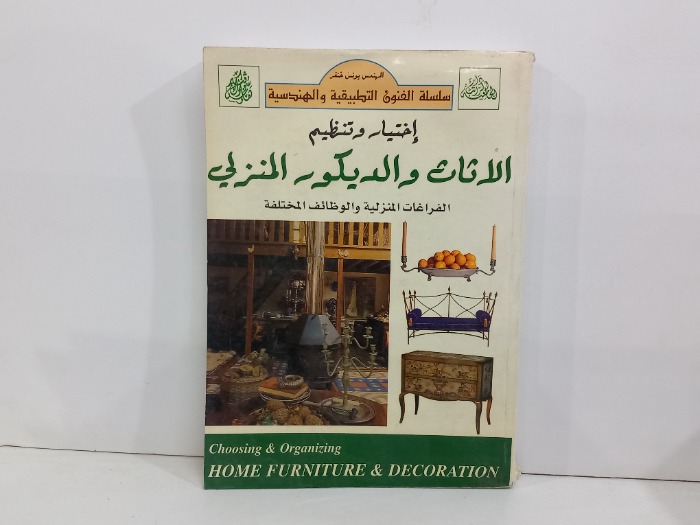 المهندس يونس خنفر
سلسلة الفنون التطبيقية والهندسية
إختيار وتنظيم
الاثاث والديكور المنزلي
الفراغات المنزلية والوظائف المختلفة
Choosing & Organizing
HOME FURNITURE & DECORATION